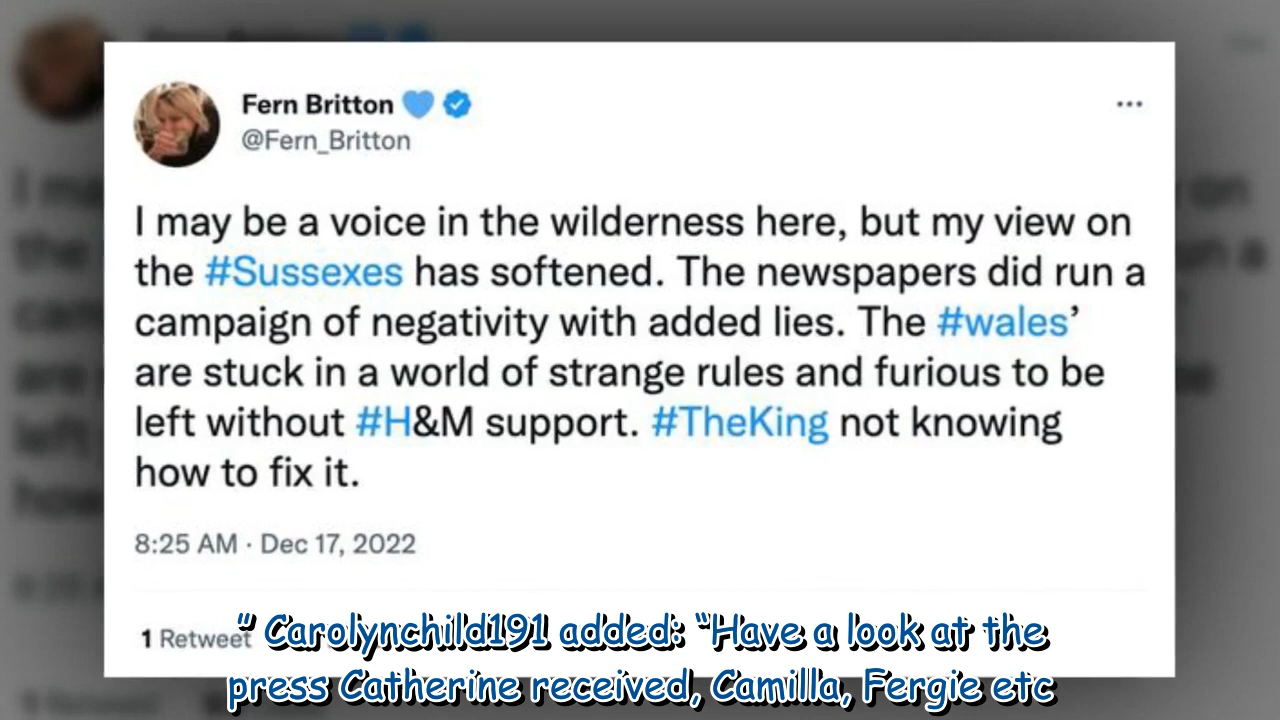 Fern Britton
@Fern_Britton
I may be a voice in the wilderness here, but my view on
the #Sussexes has softened. The newspapers did run a
campaign of negativity with added lies. The #wales’
are stuck in a world of strange rules and furious to be
left without #H&M support. #TheKing not knowing
how to fix it.
8:25 AM · Dec 17, 2022
1 Retweet
” Carolynchild191 added: “Have a look at the
press Catherine received, Camilla, Fergie etc